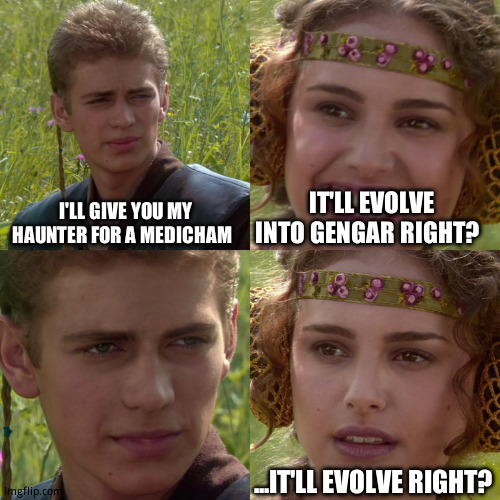 I'LL GIVE YOU MY
HAUNTER FOR A MEDICHAM
IT'LL EVOLVE
INTO GENGAR RIGHT?
...IT'LL EVOLVE RIGHT?
imgflip.com